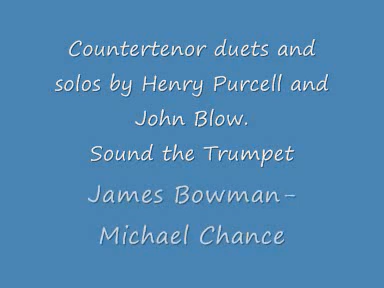 Countertenor duets and
solos by Henry Purcell and
John Blow.
Sound the Trumpet
James Bowman-
Michael Chance